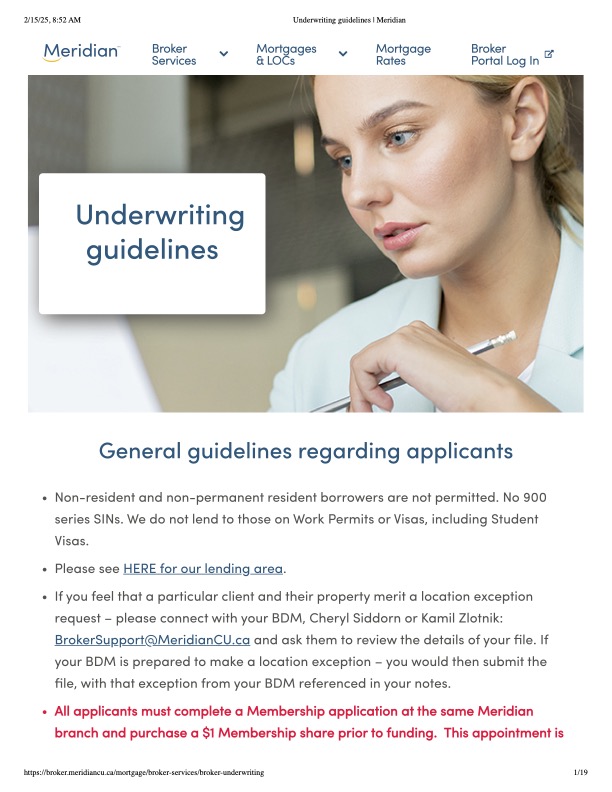 2/15/25, 8:52 AM Underwriting guidelines | Meridian
Meridian™
Broker Services
Mortgages & LOCs
Mortgage Rates
Broker Portal Log In
Underwriting
guidelines
General guidelines regarding applicants
• Non-resident and non-permanent resident borrowers are not permitted. No 900
series SINs. We do not lend to those on Work Permits or Visas, including Student
Visas.
• Please see HERE for our lending area.
• If you feel that a particular client and their property merit a location exception
request – please connect with your BDM, Cheryl Siddorn or Kamil Zlotnik:
BrokerSupport@MeridianCU.ca and ask them to review the details of your file. If
your BDM is prepared to make a location exception – you would then submit the
file, with that exception from your BDM referenced in your notes.
• All applicants must complete a Membership application at the same Meridian
branch and purchase a $1 Membership share prior to funding. This appointment is
https://broker.meridiancu.ca/mortgage/broker-services/broker-underwriting 1/19